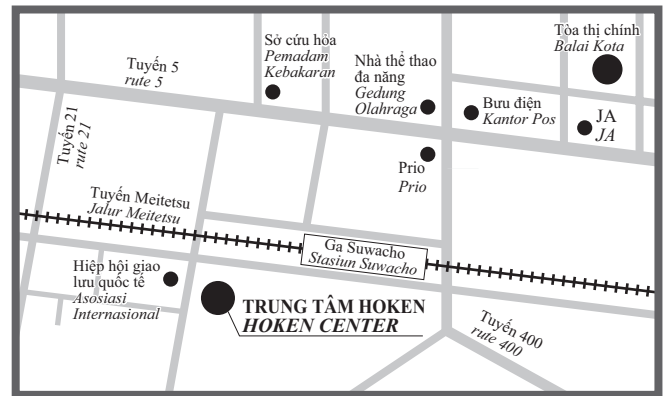 Tòa thị chính
Balai Kota
Sở cứu hỏa
Pemadam
Kebakaran
Tuyến 5
rute 5
Nhà thể thao
đa năng
Gedung
Olahraga
Bưu điện
Kantor Pos
JA
JA
Tuyến 21
rute 21
Prio
Prio
Tuyến Meitetsu
Jalur Meitetsu
Ga Suwacho
Stasiun Suwacho
Hiệp hội giao
lưu quốc tế
Asosiasi
Internasional
TRUNG TÂM HOKEN
HOKEN CENTER
Tuyến 400
rute 400